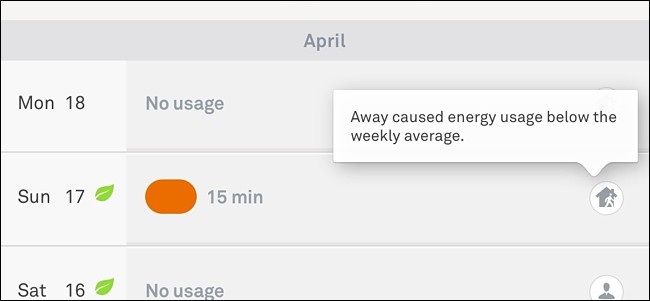 April
Mon 18 No usage
Away caused energy usage below the
weekly average.
Sun 17 15 min
Sat 16 No usage